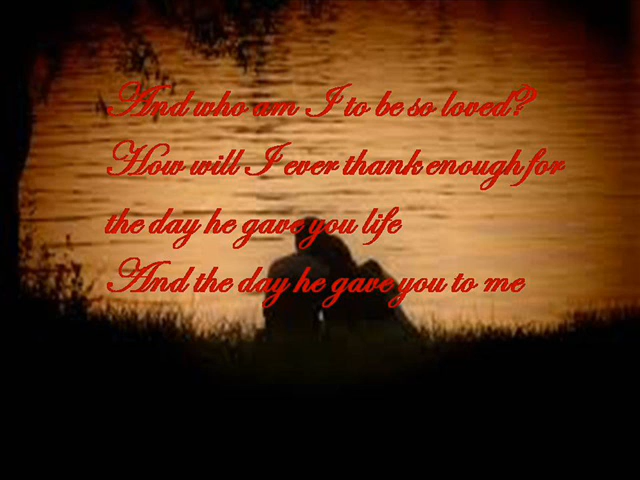 And who am I to be so loved?
How will I ever thank enough for
the day he gave you life
And the day he gave you to me